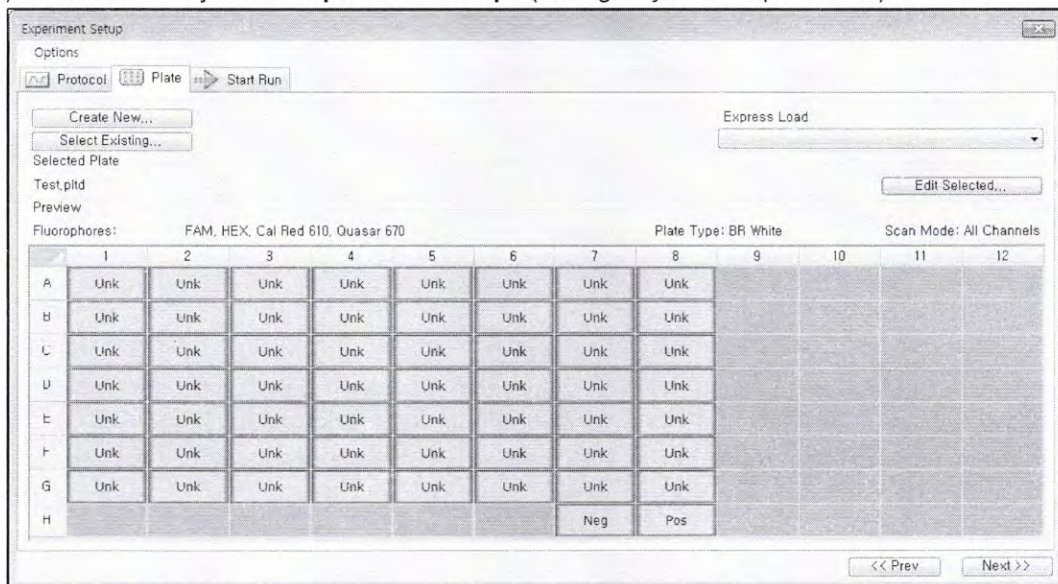 Experiment Setup
Options
Protocol Plate Start Run
Create New...
Express Load
Select Existing...
Selected Plate
Test.pltd
Edit Selected...
Preview
Fluorophores: FAM, HEX, Cal Red 610, Quasar 670 Plate Type: BR White Scan Mode: All Channels
1 2 3 4 5 6 7 8 9 10 11 12
A Unk Unk Unk Unk Unk Unk Unk Unk
B Unk Unk Unk Unk Unk Unk Unk Unk
C Unk Unk Unk Unk Unk Unk Unk Unk
D Unk Unk Unk Unk Unk Unk Unk Unk
E Unk Unk Unk Unk Unk Unk Unk Unk
F Unk Unk Unk Unk Unk Unk Unk Unk
G Unk Unk Unk Unk Unk Unk Unk Unk
H Neg Pos
<< Prev Next >>